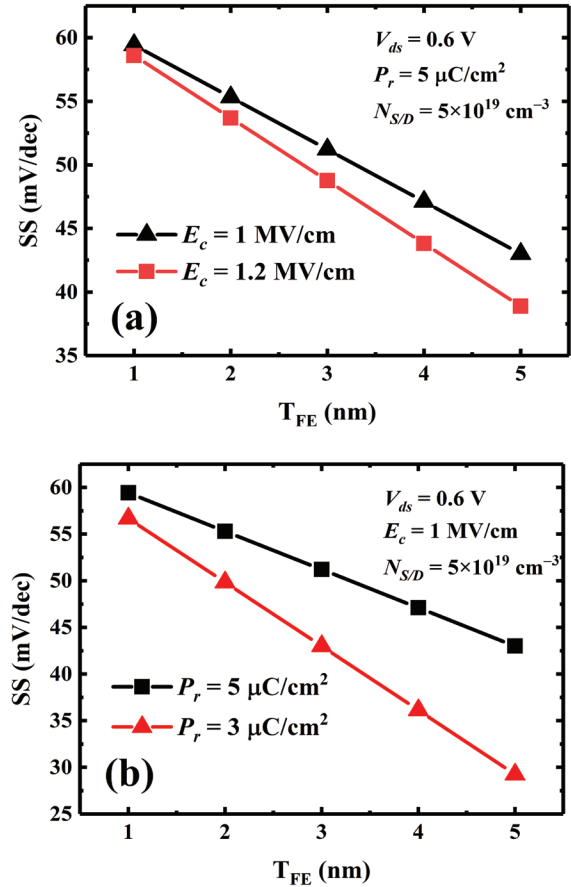 60
55
50
45
40
35
SS (mV/dec)
V_ds = 0.6 V
P_r = 5 μC/cm²
N_S/D = 5×10¹⁹ cm⁻³
E_c = 1 MV/cm
E_c = 1.2 MV/cm
(a)
1 2 3 4 5
T_FE (nm)
60
55
50
45
40
35
30
25
SS (mV/dec)
V_ds = 0.6 V
E_c = 1 MV/cm
N_S/D = 5×10¹⁹ cm⁻³
P_r = 5 μC/cm²
P_r = 3 μC/cm²
(b)
1 2 3 4 5
T_FE (nm)